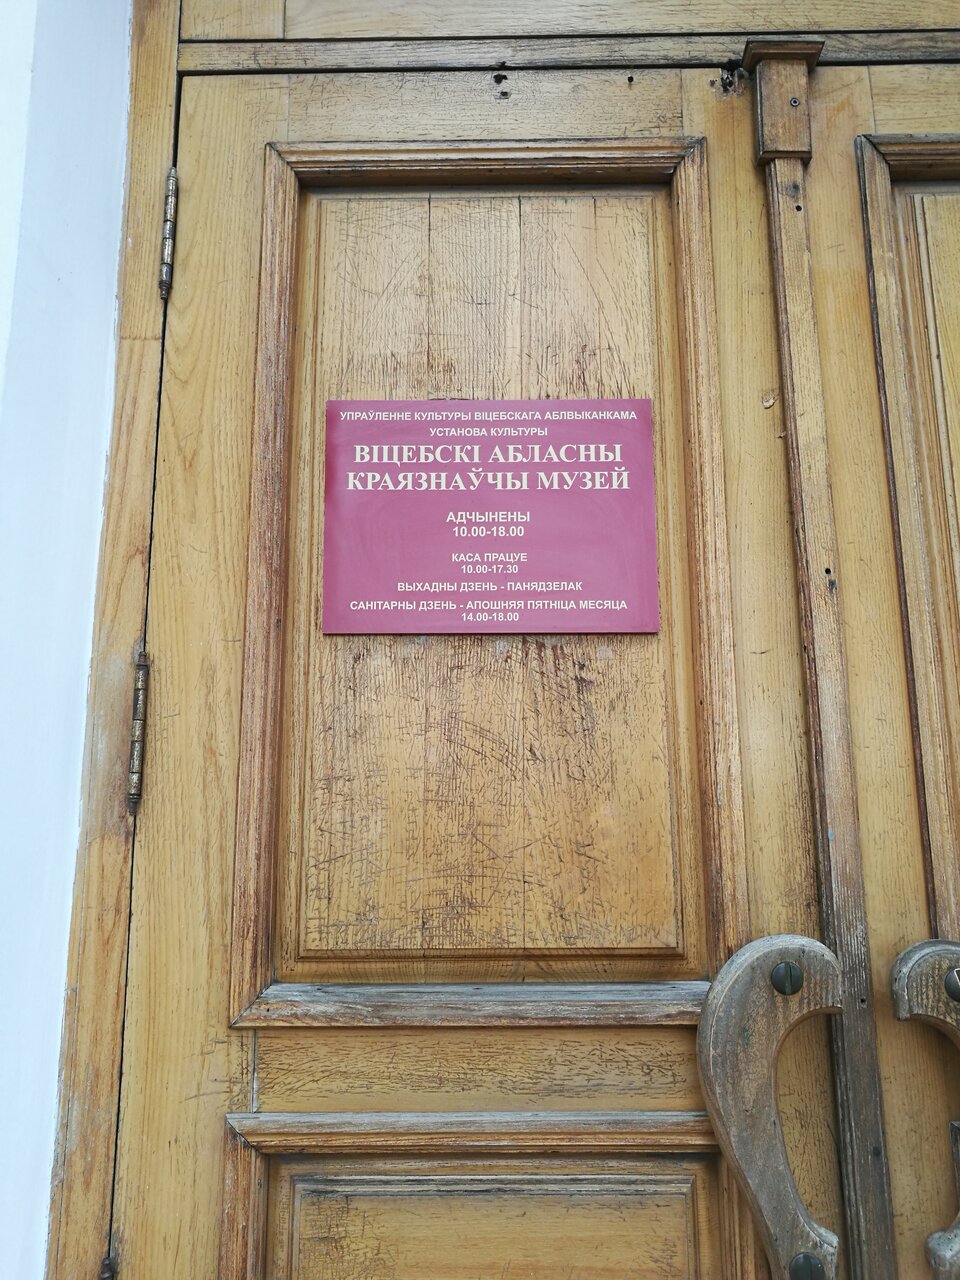 УПРАЎЛЕННЕ КУЛЬТУРЫ ВІЦЕБСКАГА АБЛВЫКАНКАМА
УСТАНОВА КУЛЬТУРЫ
ВІЦЕБСКІ АБЛАСНЫ
КРАЯЗНАЎЧЫ МУЗЕЙ
АДЧЫНЕНЫ
10.00-18.00
КАСА ПРАЦУЕ
10.00-17.30
ВЫХАДНЫ ДЗЕНЬ - ПАНЯДЗЕЛАК
САНІТАРНЫ ДЗЕНЬ - АПОШНЯЯ ПЯТНІЦА МЕСЯЦА
14.00-18.00